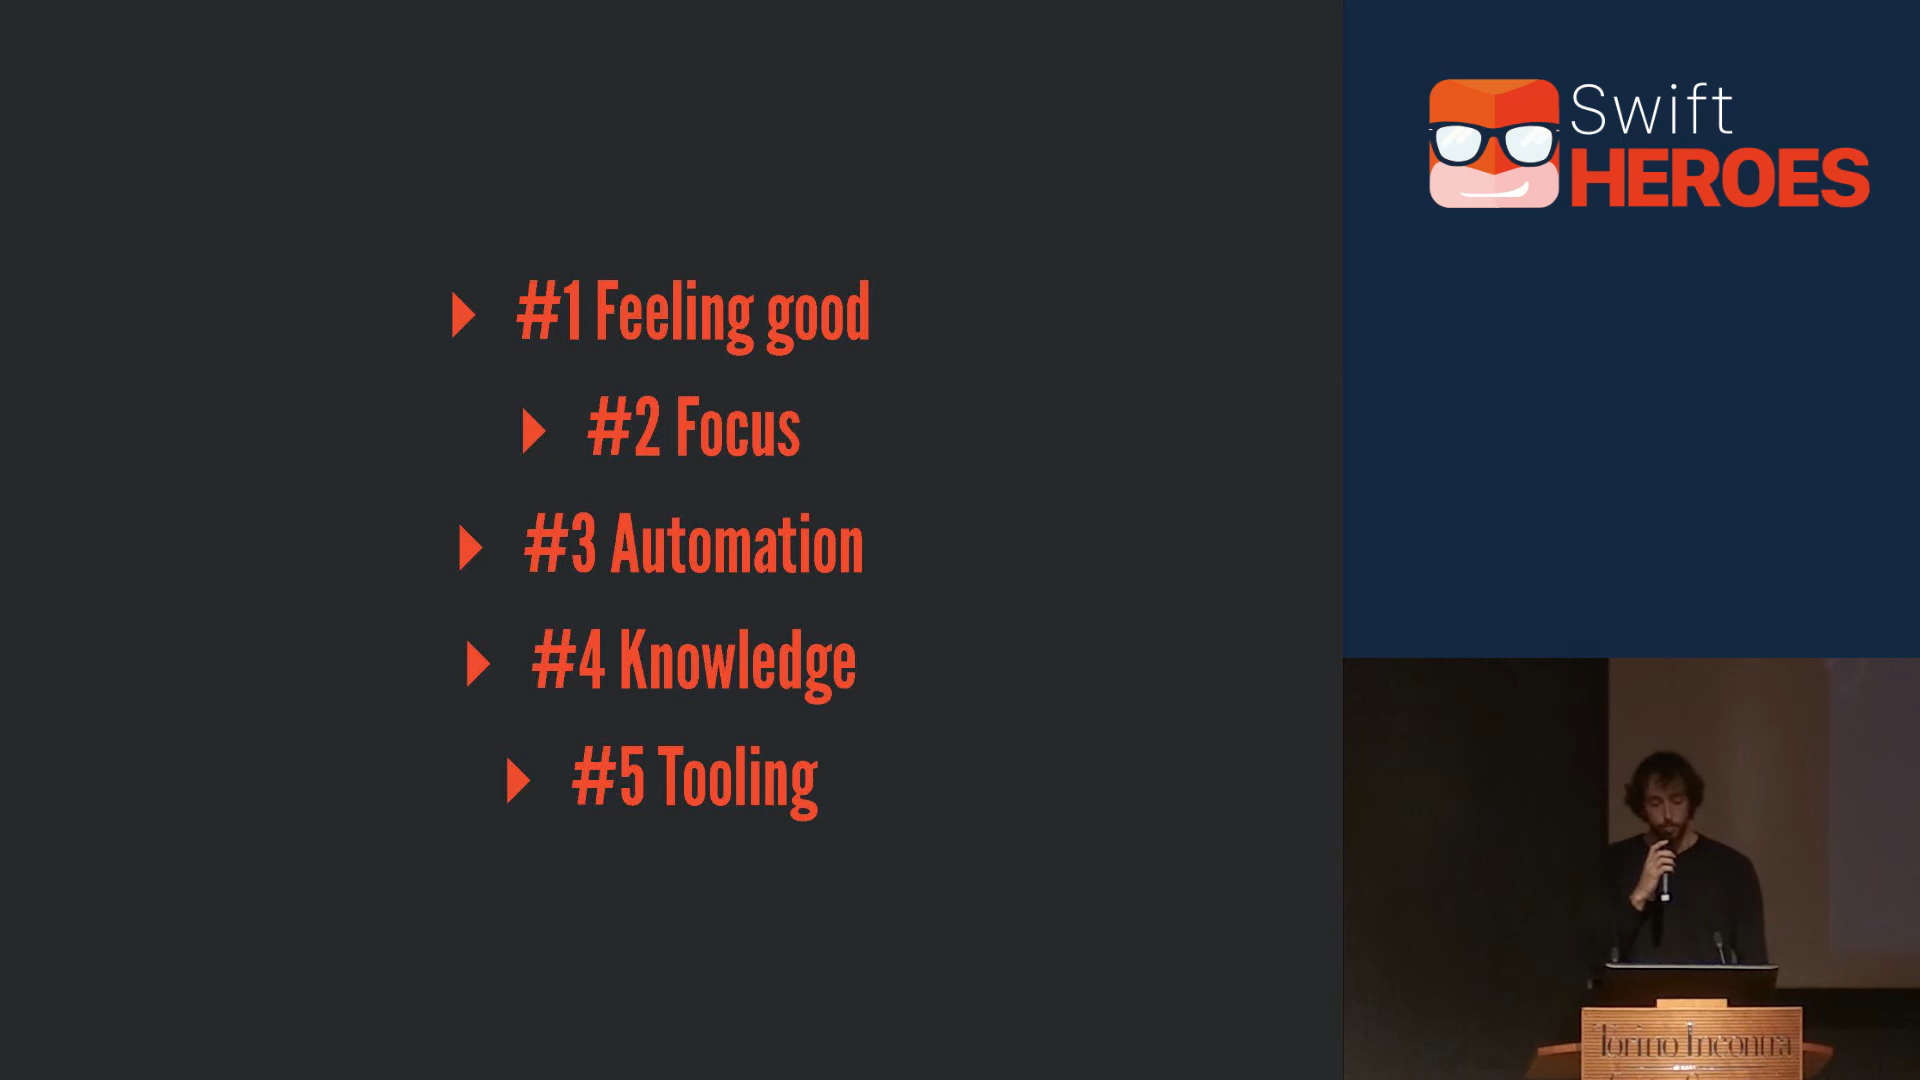 #1 Feeling good
#2 Focus
#3 Automation
#4 Knowledge
#5 Tooling
Swift
HEROES
Torino Incontra